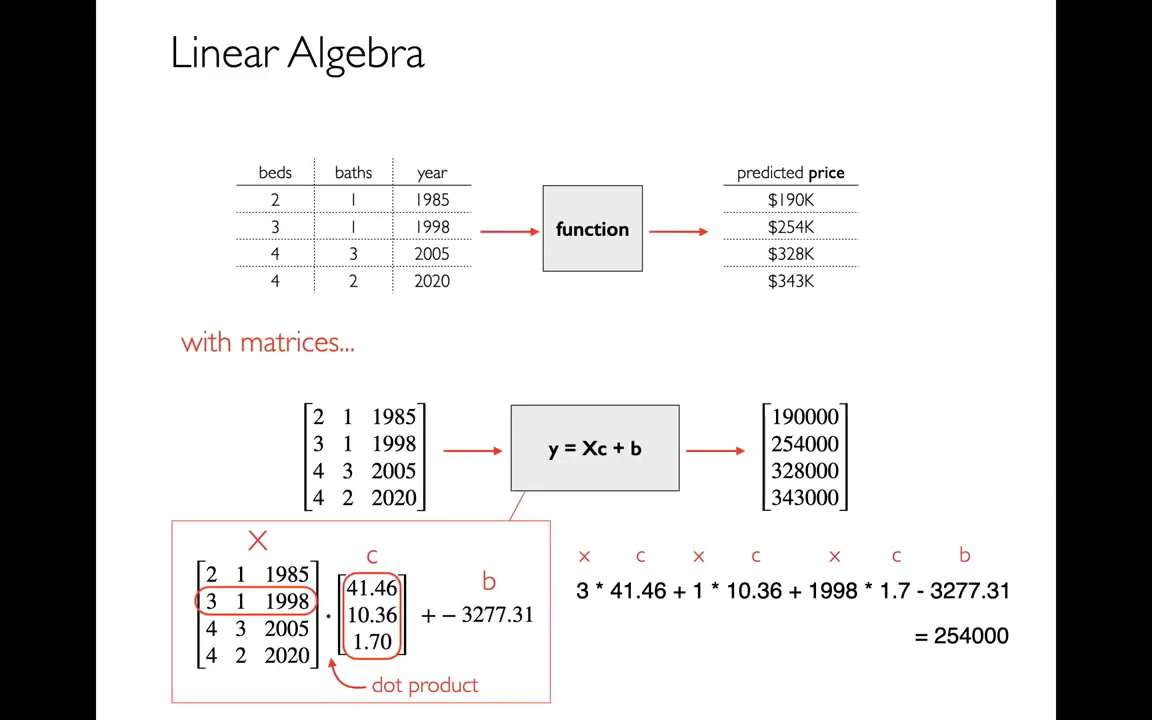 Linear Algebra
beds baths year
2 1 1985
3 1 1998
4 3 2005
4 2 2020
function
predicted price
$190K
$254K
$328K
$343K
with matrices...
2 1 1985
3 1 1998
4 3 2005
4 2 2020
y = Xc + b
190000
254000
328000
343000
X
2 1 1985
3 1 1998
4 3 2005
4 2 2020
·
c
41.46
10.36
1.70
b
+ − 3277.31
dot product
x c x c x c b
3 * 41.46 + 1 * 10.36 + 1998 * 1.7 - 3277.31
= 254000